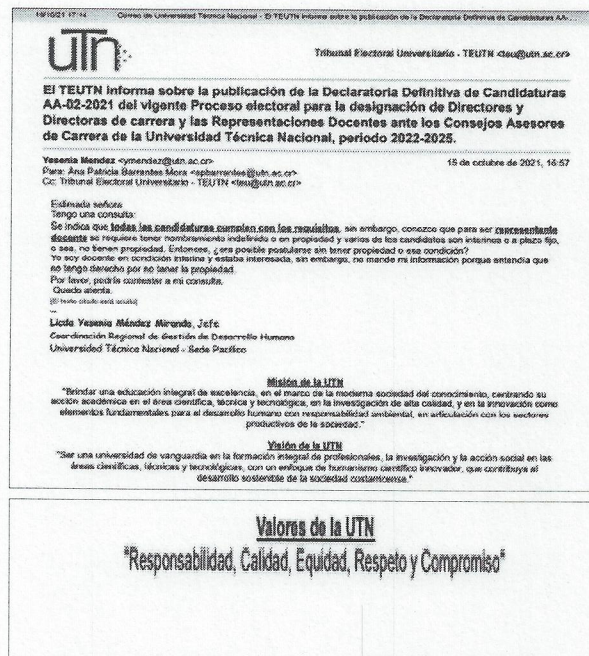 19/10/21 17:14 Correo de Universidad Técnica Nacional - El TEUTN informa sobre la publicación de la Declaratoria Definitiva de Candidaturas AA-...
utn
Tribunal Electoral Universitario - TEUTN <teu@utn.ac.cr>
El TEUTN informa sobre la publicación de la Declaratoria Definitiva de Candidaturas
AA-02-2021 del vigente Proceso electoral para la designación de Directores y
Directoras de carrera y las Representaciones Docentes ante los Consejos Asesores
de Carrera de la Universidad Técnica Nacional, periodo 2022-2025.
Yesenia Mendez <ymendez@utn.ac.cr> 15 de octubre de 2021, 16:57
Para: Ana Patricia Barrantes Mora <apbarrantes@utn.ac.cr>
Cc: Tribunal Electoral Universitario - TEUTN <teu@utn.ac.cr>
Estimada señora
Tengo una consulta:
Se indica que todas las candidaturas cumplen con los requisitos, sin embargo, conozco que para ser representante
docente se requiere tener nombramiento indefinido o en propiedad y varios de los candidatos son interinos o a plazo fijo,
o sea, no tienen propiedad. Entonces, ¿era posible postularse sin tener propiedad o esa condición?
Yo soy docente en condición interina y estaba interesada, sin embargo, no mande mi información porque entendía que
no tengo derecho por no tener la propiedad.
Por favor, podría contestar a mi consulta.
Quedo atenta.
[El texto citado está oculto]
--
Licda Yesenia Méndez Miranda, Jefe
Coordinación Regional de Gestión de Desarrollo Humano
Universidad Técnica Nacional - Sede Pacífico
Misión de la UTN
"Brindar una educación integral de excelencia, en el marco de la moderna sociedad del conocimiento, centrando su
acción académica en el área científica, técnica y tecnológica, en la investigación de alta calidad, y en la innovación como
elementos fundamentales para el desarrollo humano con responsabilidad ambiental, en articulación con los sectores
productivos de la sociedad."
Visión de la UTN
"Ser una universidad de vanguardia en la formación integral de profesionales, la investigación y la acción social en las
áreas científicas, técnicas y tecnológicas, con un enfoque de humanismo científico innovador, que contribuya al
desarrollo sostenible de la sociedad costarricense."
Valores de la UTN
"Responsabilidad, Calidad, Equidad, Respeto y Compromiso"